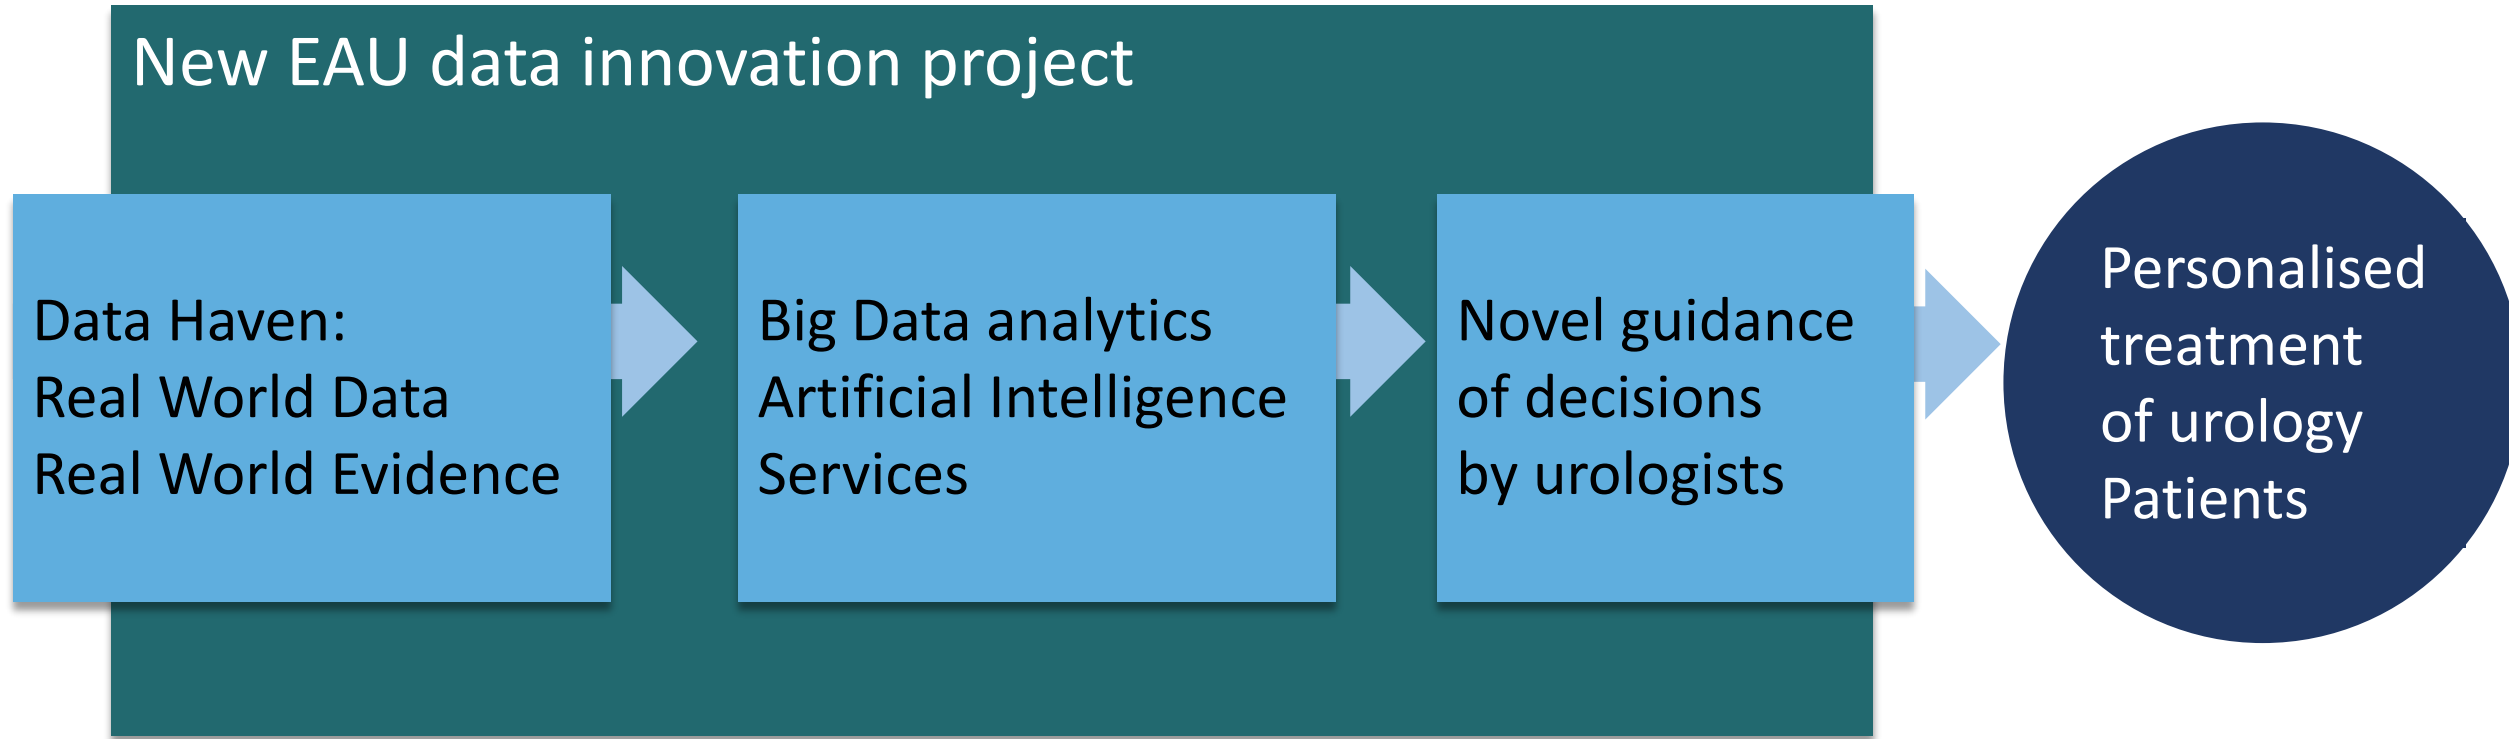 New EAU data innovation project
Data Haven:
Real World Data
Real World Evidence
Big Data analytics
Artificial Intelligence
Services
Novel guidance
of decisions
by urologists
Personalised
treatment
of urology
Patients